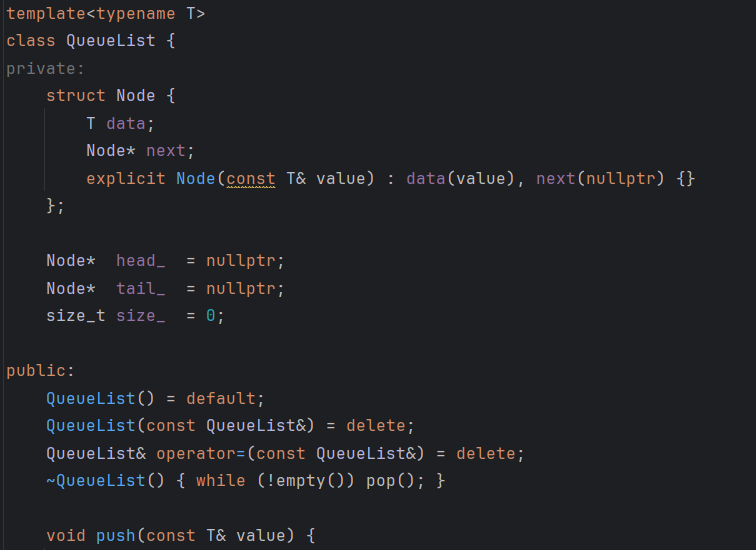 template<typename T>
class QueueList {
private:
    struct Node {
        T data;
        Node* next;
        explicit Node(const T& value) : data(value), next(nullptr) {}
    };

    Node*  head_  = nullptr;
    Node*  tail_  = nullptr;
    size_t size_  = 0;

public:
    QueueList() = default;
    QueueList(const QueueList&) = delete;
    QueueList& operator=(const QueueList&) = delete;
    ~QueueList() { while (!empty()) pop(); }

    void push(const T& value) {